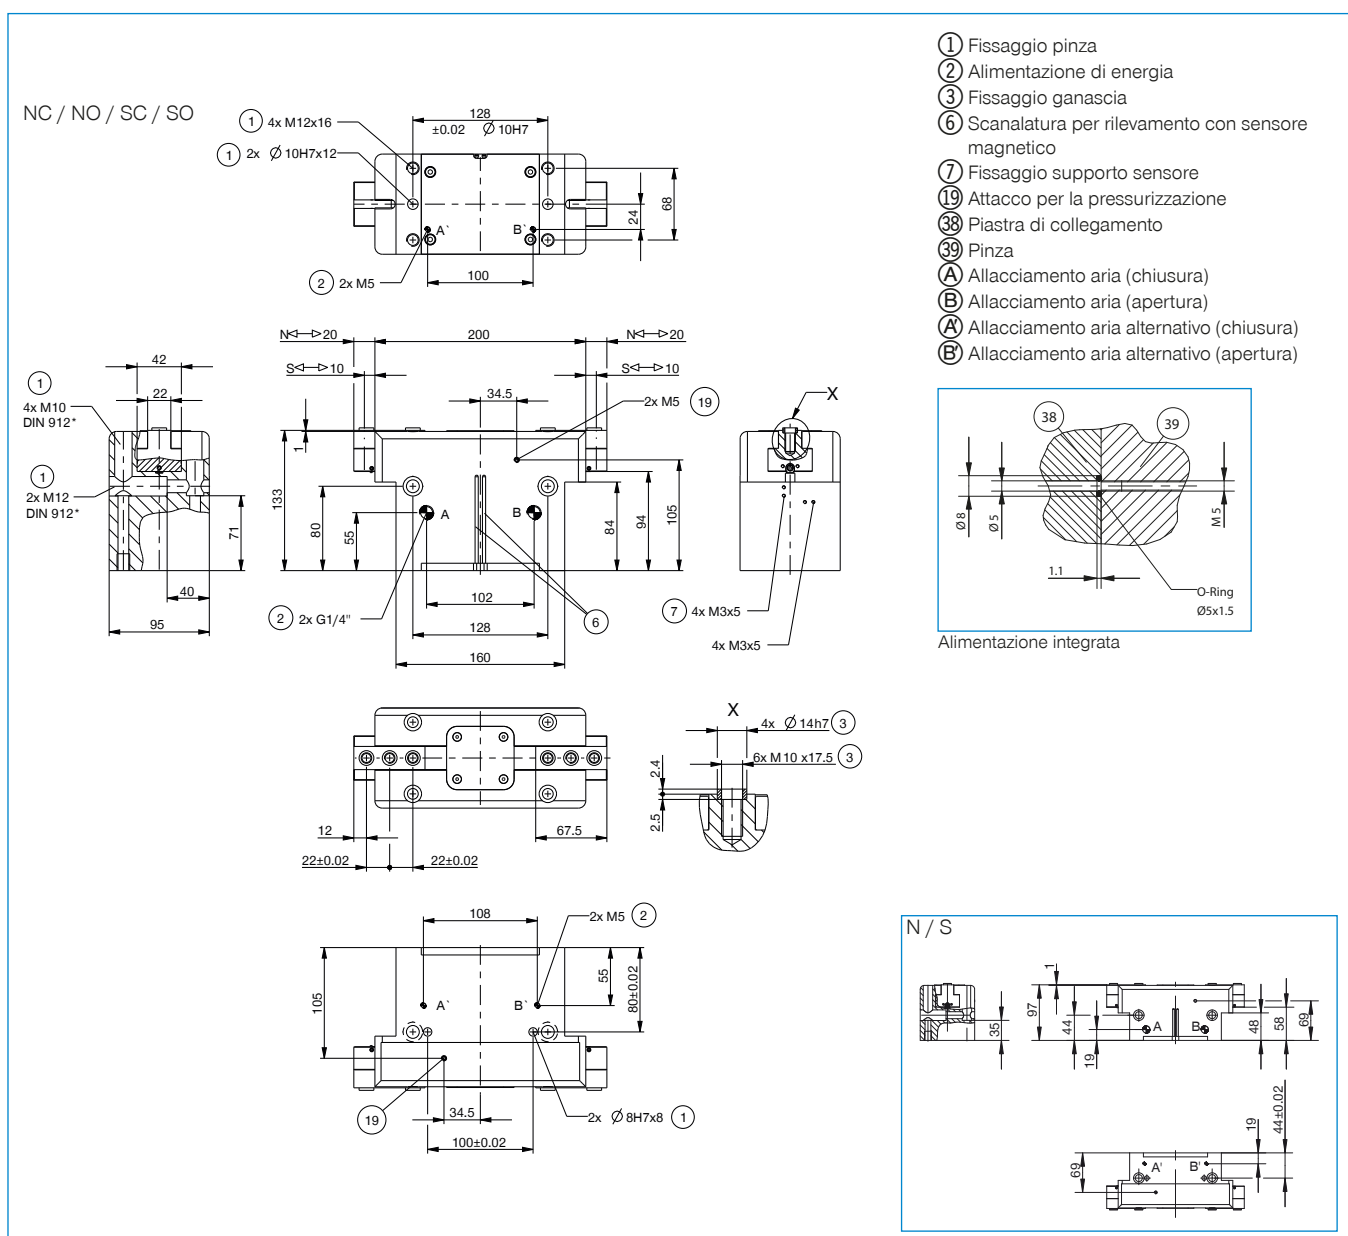 NC / NO / SC / SO
1 4x M12x16
1 2x Ø 10H7x12
128
±0.02 Ø 10H7
68
24
A`
B`
2 2x M5
100
1 Fissaggio pinza
2 Alimentazione di energia
3 Fissaggio ganascia
6 Scanalatura per rilevamento con sensore
magnetico
7 Fissaggio supporto sensore
19 Attacco per la pressurizzazione
38 Piastra di collegamento
39 Pinza
A Allacciamento aria (chiusura)
B Allacciamento aria (apertura)
A' Allacciamento aria alternativo (chiusura)
B' Allacciamento aria alternativo (apertura)
1
4x M10
DIN 912*
1
2x M12
DIN 912*
42
22
71
40
95
N 20
200
N 20
S 10
S 10
34.5
2x M5 19
1
133
80
55
A
B
84
94
105
2 2x G1/4"
102
6
128
160
X
7 4x M3x5
4x M3x5
38
39
Ø 8
Ø 5
M 5
1.1
O-Ring
Ø5x1.5
Alimentazione integrata
12
67.5
22±0.02
22±0.02
X
4x Ø 14h7 3
6x M10 x17.5 3
2.4
2.5
108
2x M5 2
105
55
80±0.02
A`
B`
19
34.5
2x Ø 8H7x8 1
100±0.02
N / S
35
1
97
44
19
A
B
48
58
69
69
A'
B'
19
44±0.02